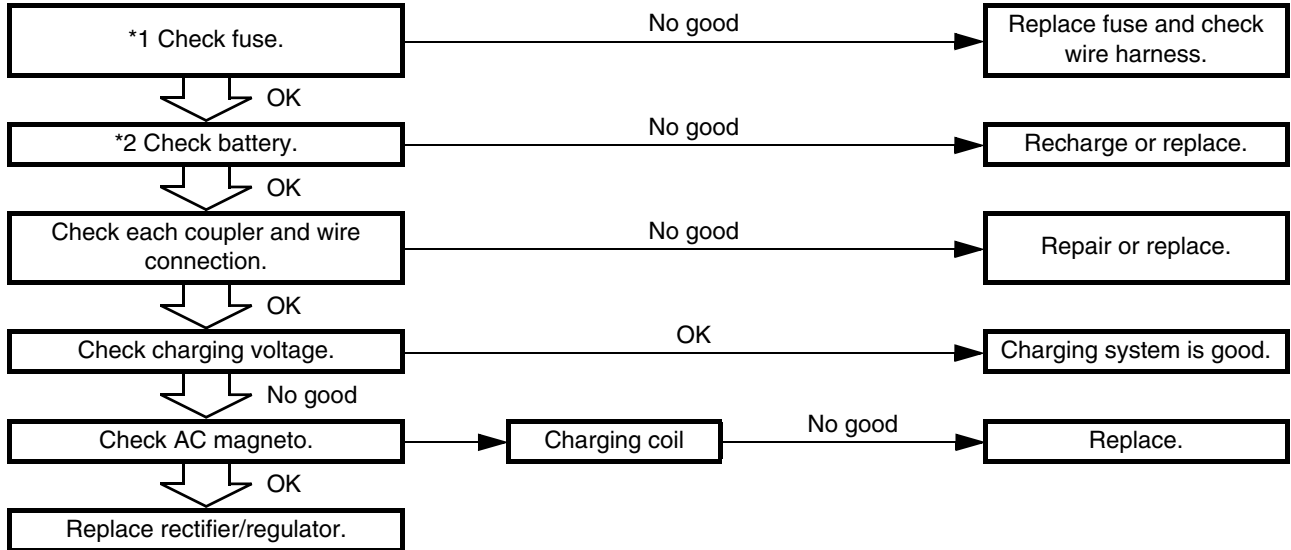 *1 Check fuse.
No good
Replace fuse and check
wire harness.
OK
*2 Check battery.
No good
Recharge or replace.
OK
Check each coupler and wire
connection.
No good
Repair or replace.
OK
Check charging voltage.
OK
Charging system is good.
No good
Check AC magneto.
Charging coil
No good
Replace.
OK
Replace rectifier/regulator.